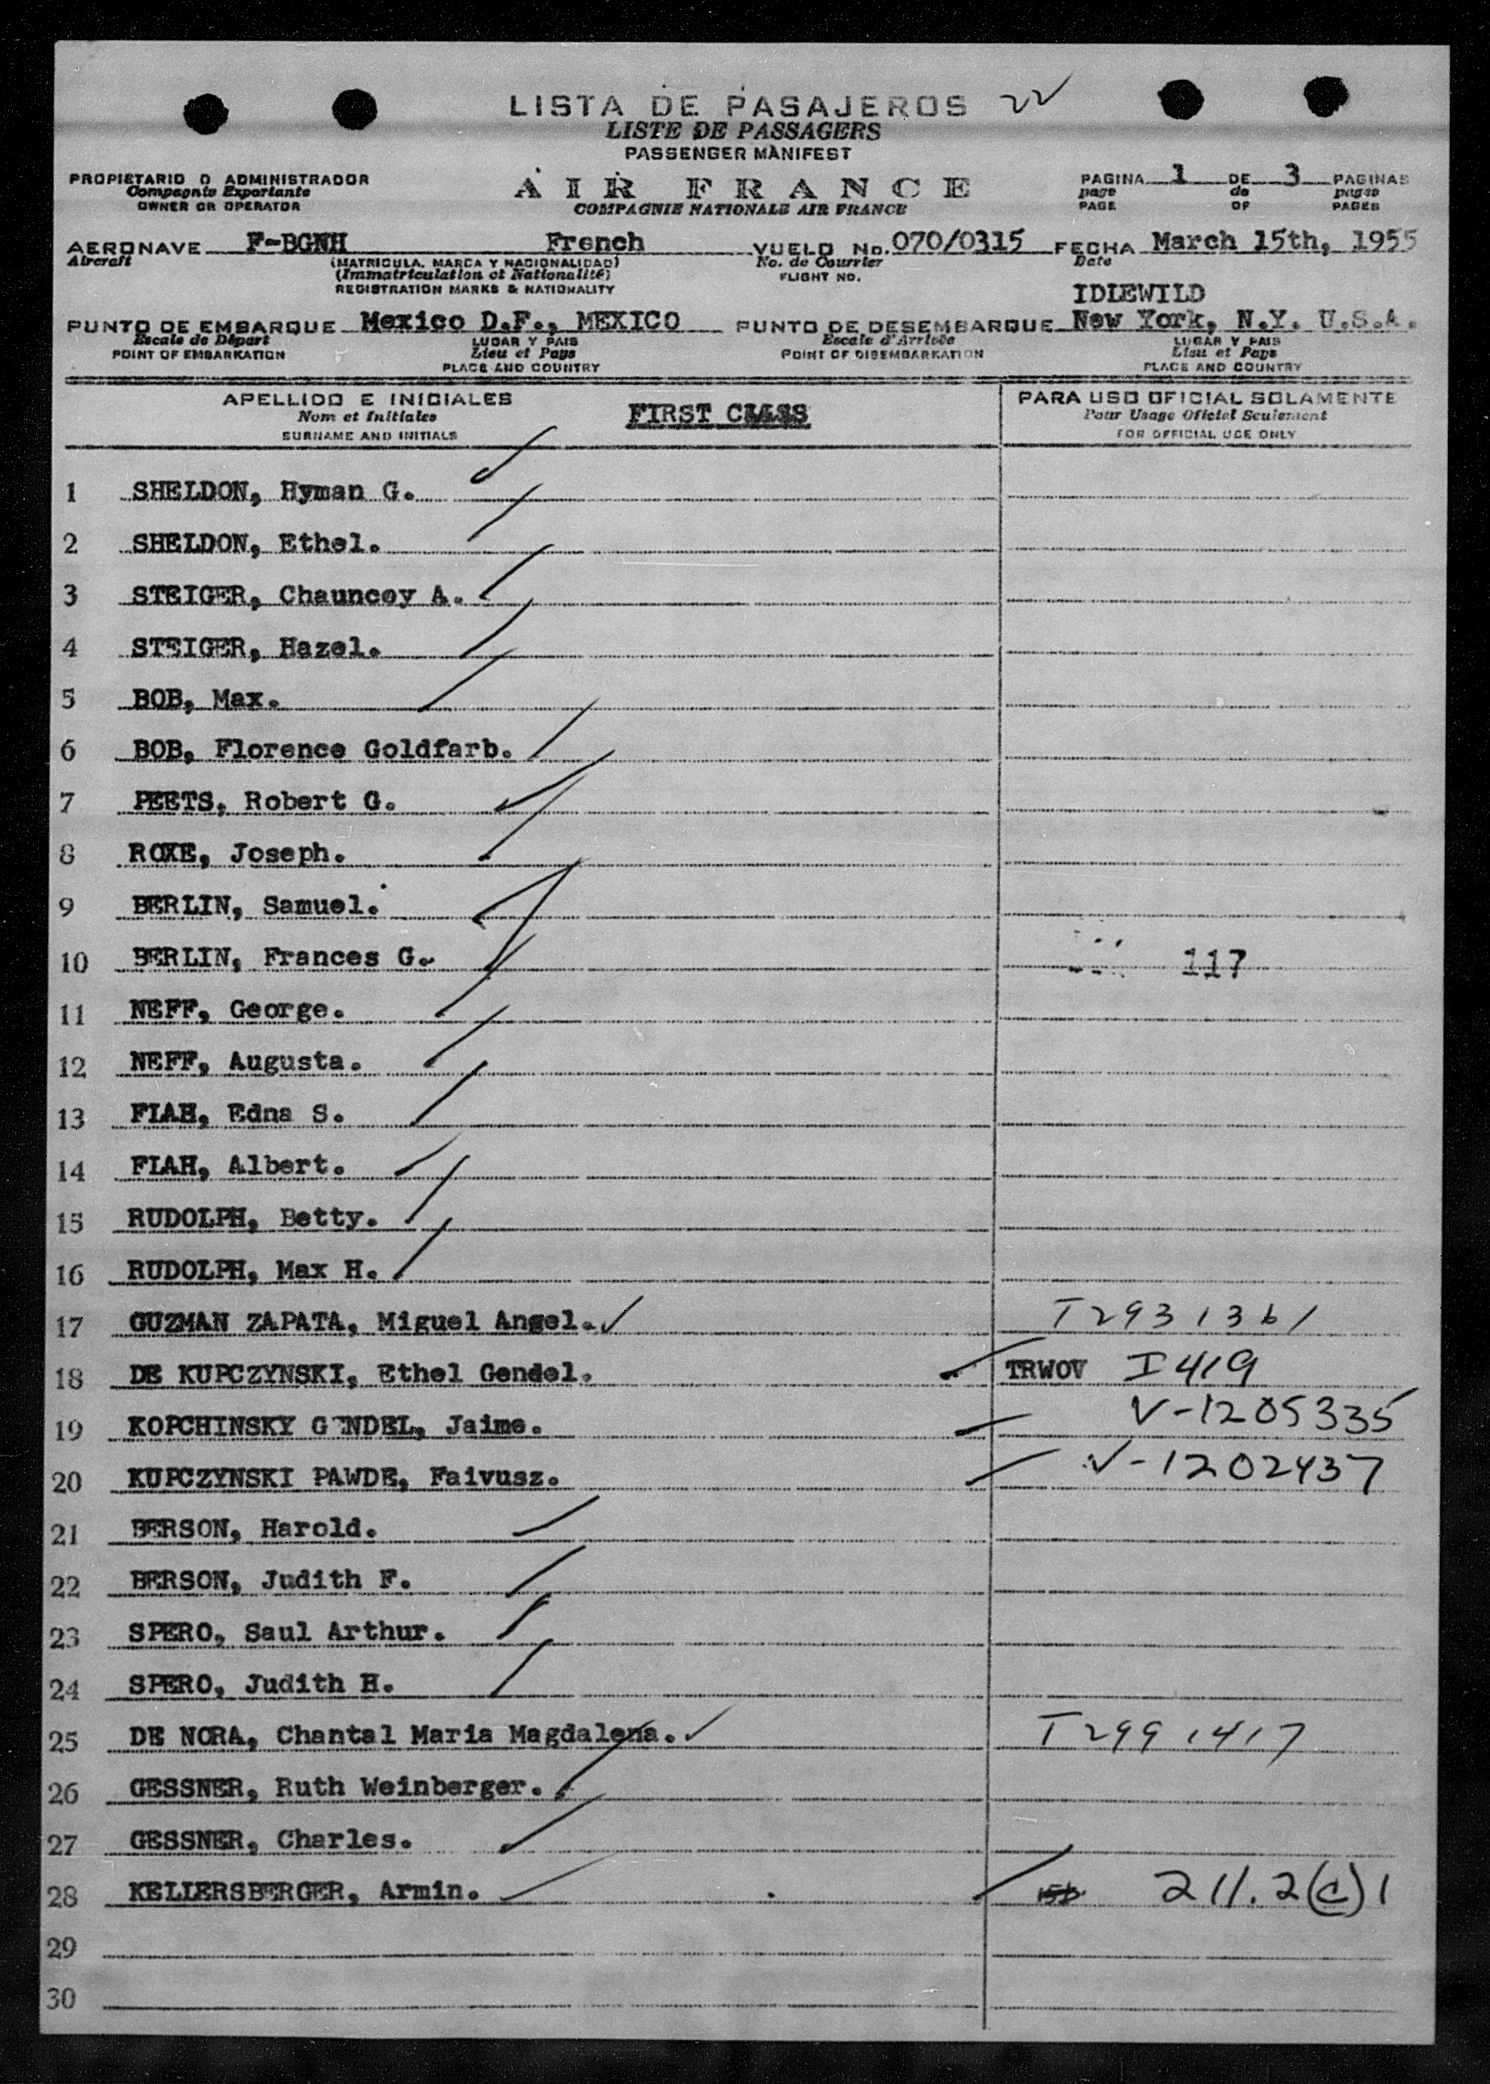 LISTA DE PASAJEROS 22
LISTE DE PASSAGERS
PASSENGER MANIFEST
PROPIETARIO O ADMINISTRADOR
Compagnie Exportante
OWNER OR OPERATOR
AIR FRANCE
COMPAGNIE NATIONALE AIR FRANCE
PAGINA 1 DE 3 PAGINAS
page de pages
PAGE OF PAGES
AERONAVE F-BGNH French VUELO No. 070/0315 FECHA March 15th, 1955
Aircraft (MATRICULA, MARCA Y NACIONALIDAD) No. de Courrier Date
(Immatriculation et Nationalité) FLIGHT NO.
REGISTRATION MARKS & NATIONALITY
IDLEWILD
PUNTO DE EMBARQUE Mexico D.F., MEXICO PUNTO DE DESEMBARQUE New York, N.Y. U.S.A.
Escale de Départ LUGAR Y PAIS Escale d'Arrivée LUGAR Y PAIS
POINT OF EMBARKATION Lieu et Pays POINT OF DISEMBARKATION Lieu et Pays
PLACE AND COUNTRY PLACE AND COUNTRY
APELLIDO E INICIALES FIRST CLASS PARA USO OFICIAL SOLAMENTE
Nom et Initiales Pour Usage Officiel Seulement
SURNAME AND INITIALS FOR OFFICIAL USE ONLY
1 SHELDON, Hyman G.
2 SHELDON, Ethel.
3 STEIGER, Chauncey A.
4 STEIGER, Hazel.
5 BOB, Max.
6 BOB, Florence Goldfarb.
7 PEETS, Robert G.
8 ROXE, Joseph.
9 BERLIN, Samuel.
10 BERLIN, Frances G. 117
11 NEFF, George.
12 NEFF, Augusta.
13 FIAH, Edna S.
14 FIAH, Albert.
15 RUDOLPH, Betty.
16 RUDOLPH, Max H.
17 GUZMAN ZAPATA, Miguel Angel. T2931361
18 DE KUPCZYNSKI, Ethel Gendel. TRWOV I419
19 KOPCHINSKY GENDEL, Jaime. V-1205335
20 KUPCZYNSKI PAWDE, Faivusz. V-1202437
21 BERSON, Harold.
22 BERSON, Judith F.
23 SPERO, Saul Arthur.
24 SPERO, Judith H.
25 DE NORA, Chantal Maria Magdalena. T2991417
26 GESSNER, Ruth Weinberger.
27 GESSNER, Charles.
28 KELLERSBERGER, Armin. 211.2(c)1
29
30